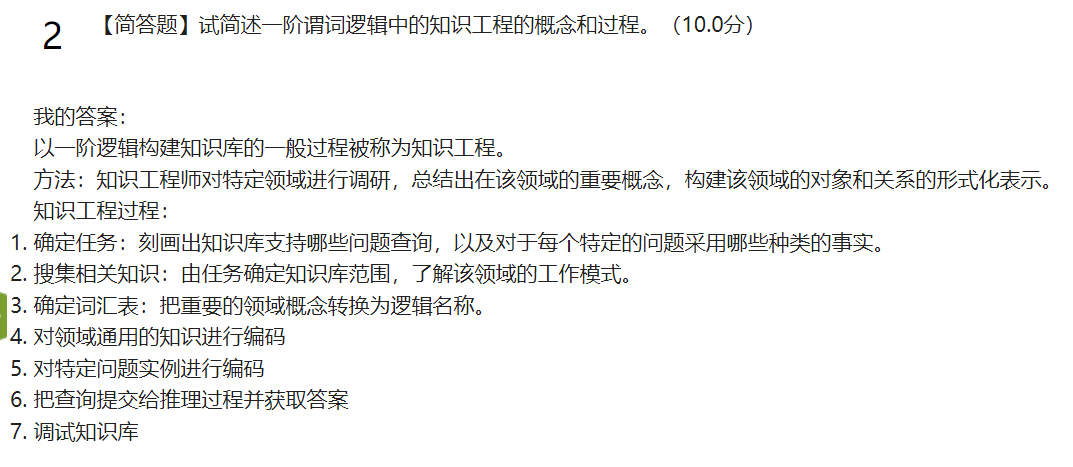 2 【简答题】试简述一阶谓词逻辑中的知识工程的概念和过程。（10.0分）
我的答案：
以一阶逻辑构建知识库的一般过程被称为知识工程。
方法：知识工程师对特定领域进行调研，总结出在该领域的重要概念，构建该领域的对象和关系的形式化表示。
知识工程过程：
1. 确定任务：刻画出知识库支持哪些问题查询，以及对于每个特定的问题采用哪些种类的事实。
2. 搜集相关知识：由任务确定知识库范围，了解该领域的工作模式。
3. 确定词汇表：把重要的领域概念转换为逻辑名称。
4. 对领域通用的知识进行编码
5. 对特定问题实例进行编码
6. 把查询提交给推理过程并获取答案
7. 调试知识库